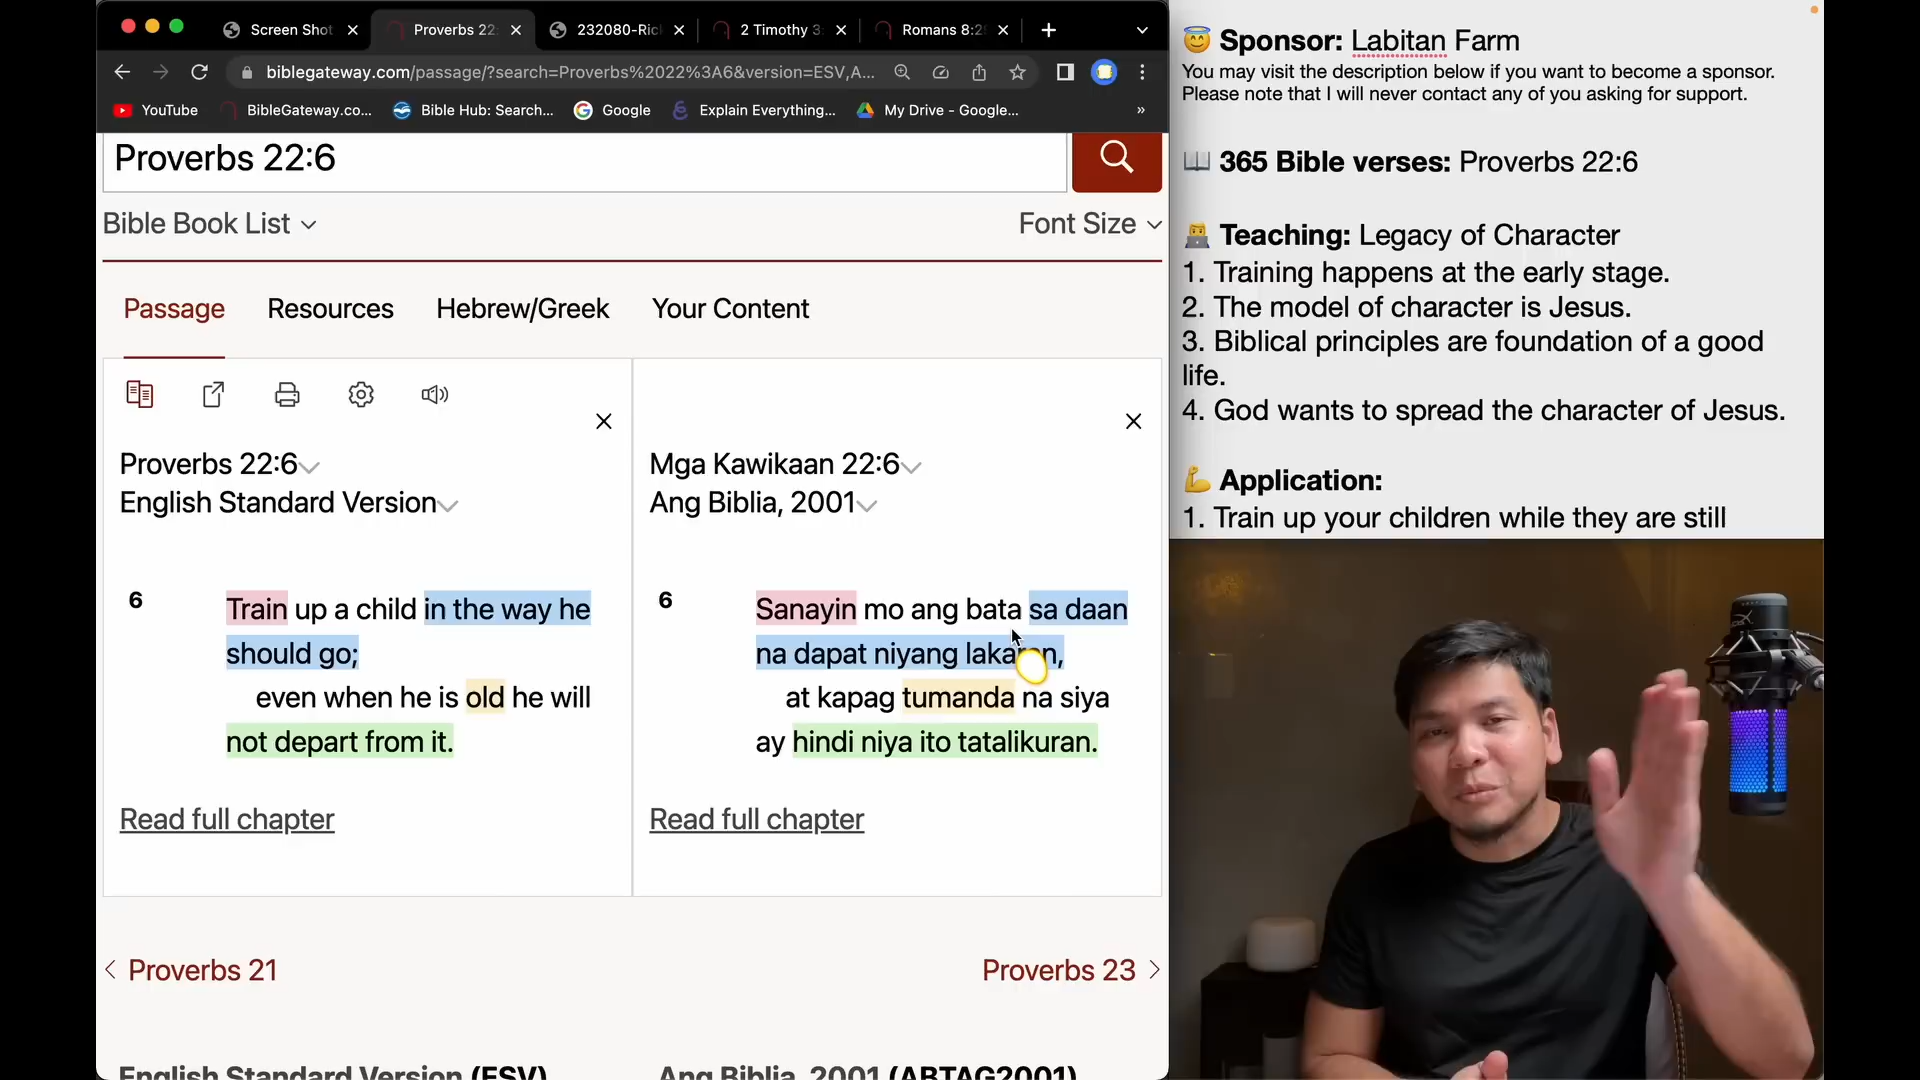 Screen Shot
Proverbs 22:
232080-Ric
2 Timothy 3:
Romans 8:2
biblegateway.com/passage/?search=Proverbs%2022%3A6&version=ESV,A...
YouTube
BibleGateway.co...
Bible Hub: Search...
Google
Explain Everything...
My Drive - Google...
»
Proverbs 22:6
Bible Book List
Font Size
Passage
Resources
Hebrew/Greek
Your Content
Proverbs 22:6
English Standard Version
6
Train up a child in the way he
should go;
even when he is old he will
not depart from it.
Read full chapter
Mga Kawikaan 22:6
Ang Biblia, 2001
6
Sanayin mo ang bata sa daan
na dapat niyang lakaran,
at kapag tumanda na siya
ay hindi niya ito tatalikuran.
Read full chapter
Proverbs 21
Proverbs 23
English Standard Version (ESV)
Ang Biblia, 2001 (ABTAG2001)
😇 Sponsor: Labitan Farm
You may visit the description below if you want to become a sponsor.
Please note that I will never contact any of you asking for support.
📖 365 Bible verses: Proverbs 22:6
👨‍💻 Teaching: Legacy of Character
1. Training happens at the early stage.
2. The model of character is Jesus.
3. Biblical principles are foundation of a good
life.
4. God wants to spread the character of Jesus.
💪 Application:
1. Train up your children while they are still